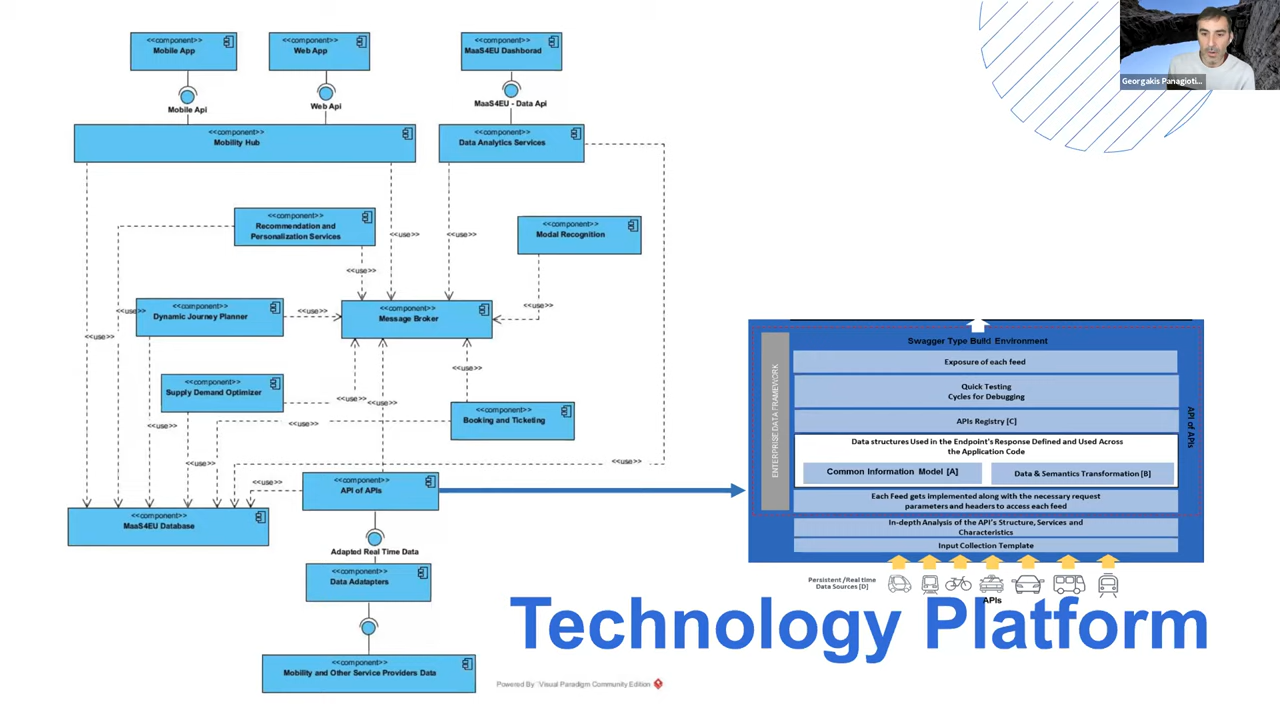 <<component>>
Mobile App
<<component>>
Web App
<<component>>
MaaS4EU Dashborad
Mobile Api
Web Api
MaaS4EU - Data Api
<<component>>
Mobility Hub
<<component>>
Data Analytics Services
<<component>>
Recommendation and
Personalization Services
<<use>>
<<use>>
<<component>>
Modal Recognition
<<use>>
<<component>>
Dynamic Journey Planner
<<use>>
<<use>>
<<component>>
Message Broker
<<use>>
<<use>>
<<use>>
<<component>>
Supply Demand Optimizer
<<use>>
<<use>>
<<use>>
<<component>>
Booking and Ticketing
<<use>>
<<use>>
<<use>>
<<use>>
<<use>>
<<component>>
API of APIs
<<component>>
MaaS4EU Database
Adapted Real Time Data
<<component>>
Data Adatapters
<<component>>
Mobility and Other Service Providers Data
Powered By Visual Paradigm Community Edition
Georgakis Panagioti...
Swagger Type Build Environment
ENTERPRISE DATA FRAMEWORK
Exposure of each feed
Quick Testing
Cycles for Debugging
APIs Registry [C]
API of APIs
Data structures Used in the Endpoint's Response Defined and Used Across
the Application Code
Common Information Model [A]
Data & Semantics Transformation [B]
Each Feed gets implemented along with the necessary request
parameters and headers to access each feed
In-depth Analysis of the API's Structure, Services and
Characteristics
Input Collection Template
Persistent /Real time
Data Sources [D]
APIs
Technology Platform